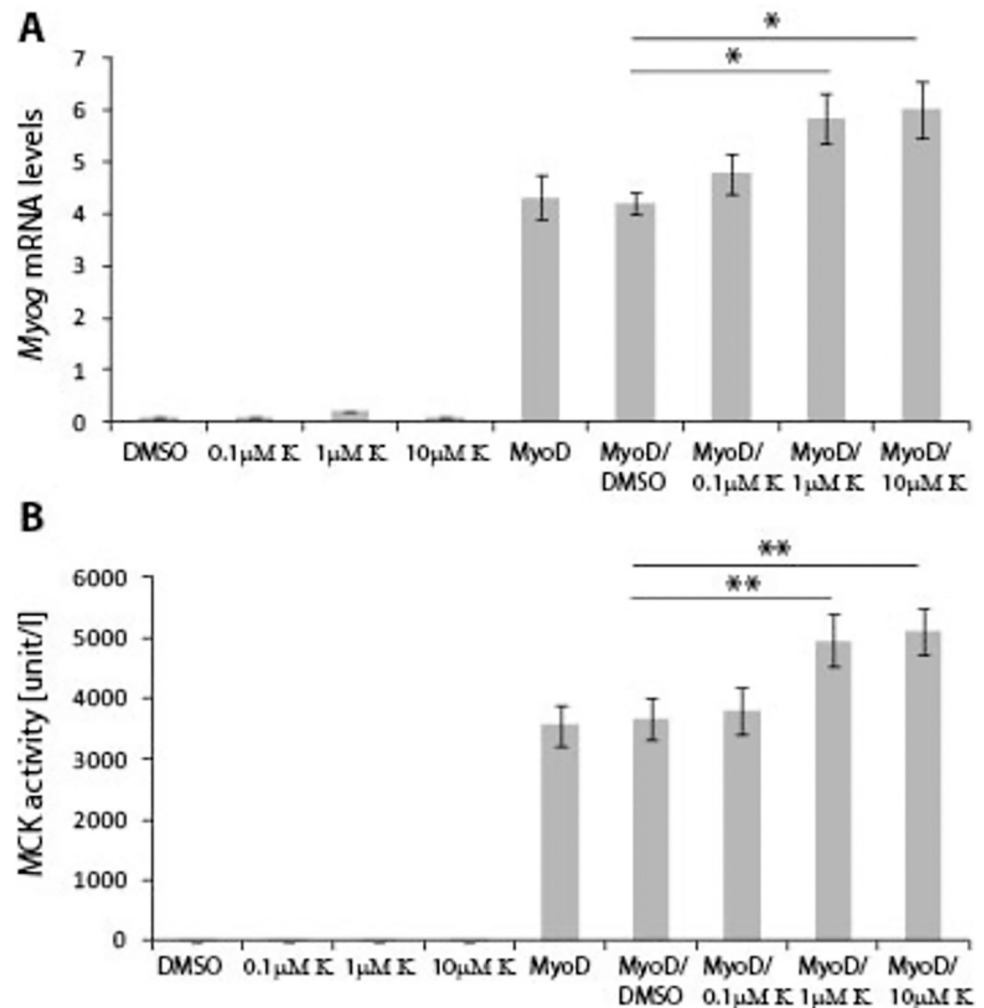 A
*
*
7
6
5
4
3
2
1
0
Myog mRNA levels
DMSO 0.1μM K 1μM K 10μM K MyoD MyoD/ MyoD/ MyoD/ MyoD/
DMSO 0.1μM K 1μM K 10μM K
B
**
**
6000
5000
4000
3000
2000
1000
0
MCK activity [unit/l]
DMSO 0.1μM K 1μM K 10μM K MyoD MyoD/ MyoD/ MyoD/ MyoD/
DMSO 0.1μM K 1μM K 10μM K